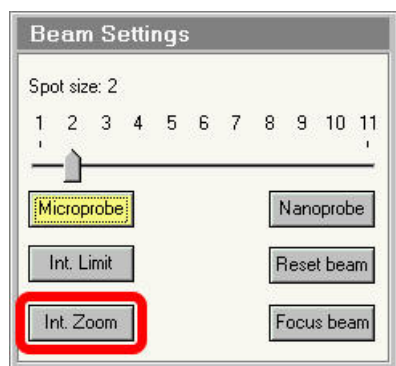 Beam Settings
Spot size: 2
1 2 3 4 5 6 7 8 9 10 11
Microprobe Nanoprobe
Int. Limit Reset beam
Int. Zoom Focus beam